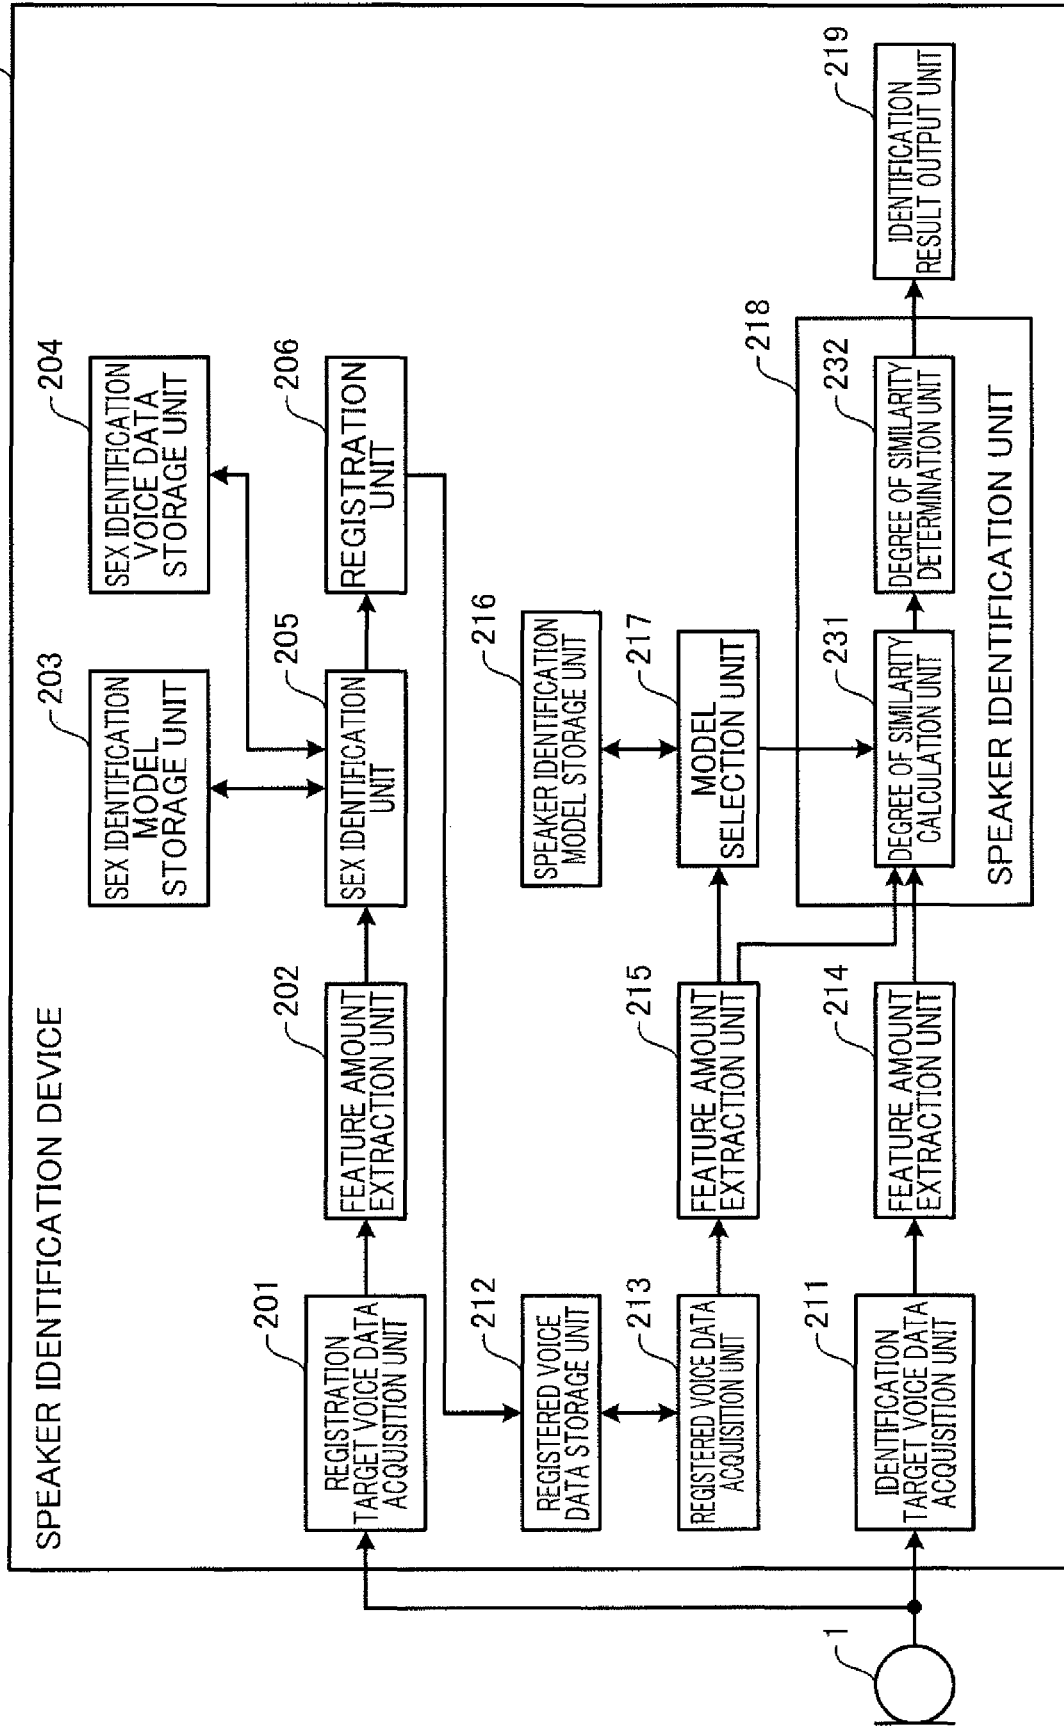 SPEAKER IDENTIFICATION DEVICE
203
SEX IDENTIFICATION
MODEL
STORAGE UNIT
204
SEX IDENTIFICATION
VOICE DATA
STORAGE UNIT
201
REGISTRATION
TARGET VOICE DATA
ACQUISITION UNIT
202
FEATURE AMOUNT
EXTRACTION UNIT
205
SEX IDENTIFICATION
UNIT
206
REGISTRATION
UNIT
212
REGISTERED VOICE
DATA STORAGE UNIT
216
SPEAKER IDENTIFICATION
MODEL STORAGE UNIT
213
REGISTERED VOICE DATA
ACQUISITION UNIT
215
FEATURE AMOUNT
EXTRACTION UNIT
217
MODEL
SELECTION UNIT
218
1
211
IDENTIFICATION
TARGET VOICE DATA
ACQUISITION UNIT
214
FEATURE AMOUNT
EXTRACTION UNIT
231
DEGREE OF SIMILARITY
CALCULATION UNIT
232
DEGREE OF SIMILARITY
DETERMINATION UNIT
219
IDENTIFICATION
RESULT OUTPUT UNIT
SPEAKER IDENTIFICATION UNIT